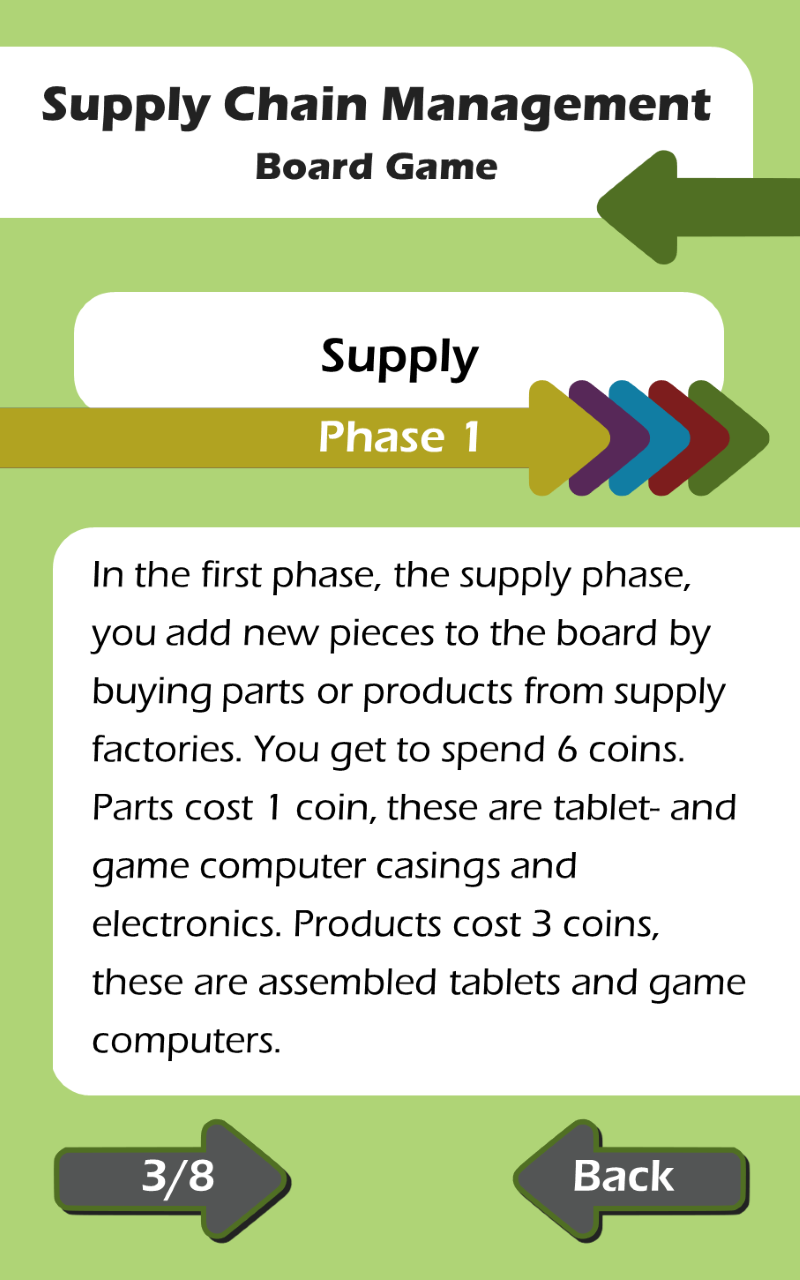 Supply Chain Management
Board Game
Supply
Phase 1
In the first phase, the supply phase,
you add new pieces to the board by
buying parts or products from supply
factories. You get to spend 6 coins.
Parts cost 1 coin, these are tablet- and
game computer casings and
electronics. Products cost 3 coins,
these are assembled tablets and game
computers.
3/8
Back